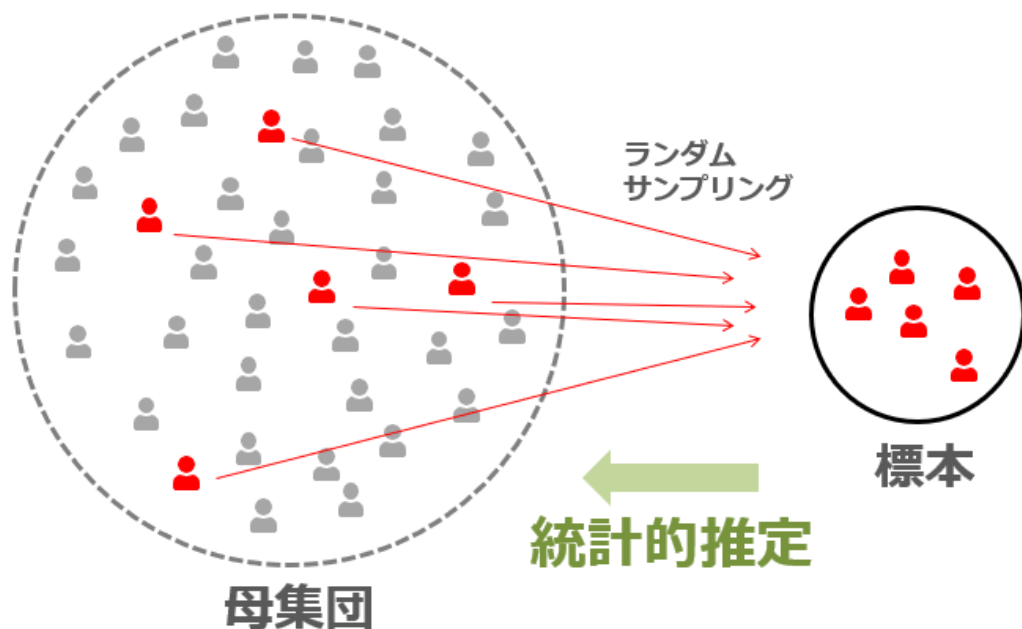 ランダム
サンプリング
標本
統計的推定
母集団